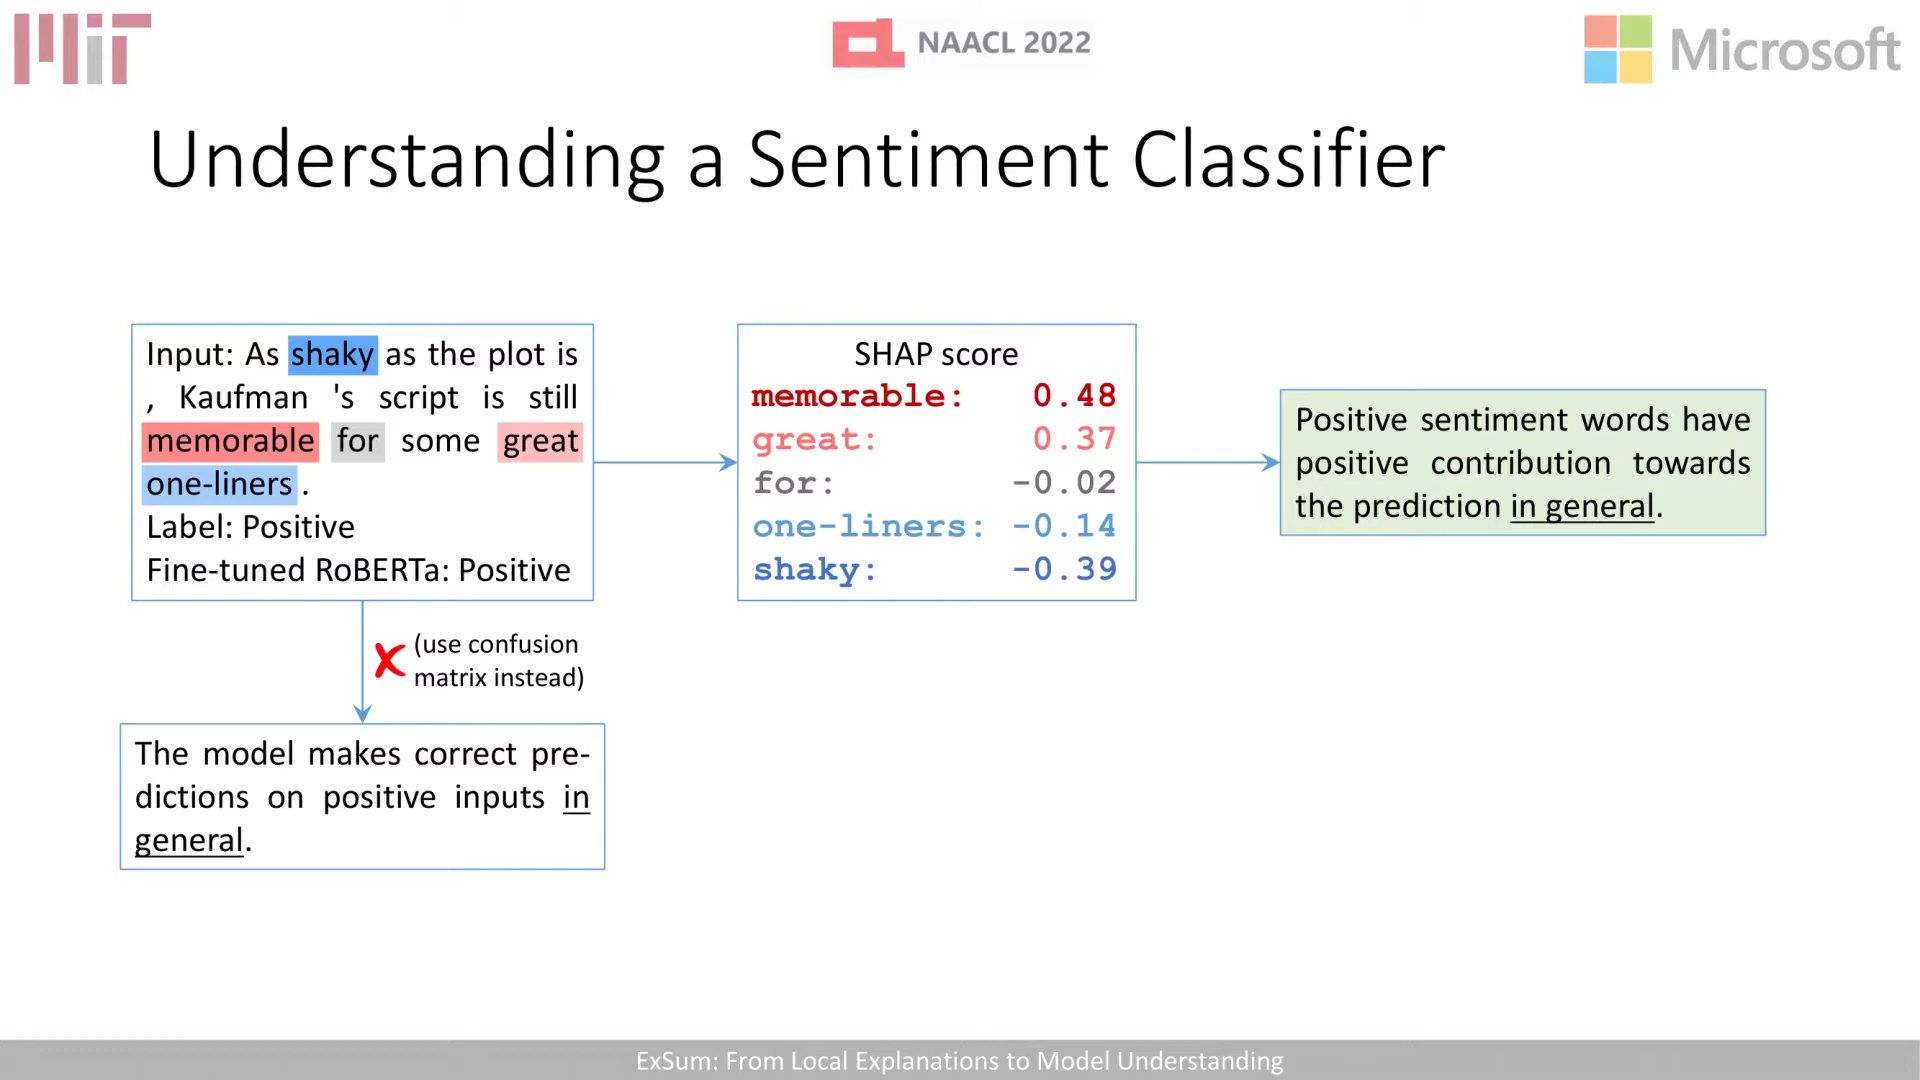 MIT
NAACL 2022
Microsoft
Understanding a Sentiment Classifier
Input: As shaky as the plot is
, Kaufman 's script is still
memorable for some great
one-liners .
Label: Positive
Fine-tuned RoBERTa: Positive
SHAP score
memorable: 0.48
great: 0.37
for: -0.02
one-liners: -0.14
shaky: -0.39
Positive sentiment words have
positive contribution towards
the prediction in general.
✘ (use confusion
matrix instead)
The model makes correct pre-
dictions on positive inputs in
general.
ExSum: From Local Explanations to Model Understanding